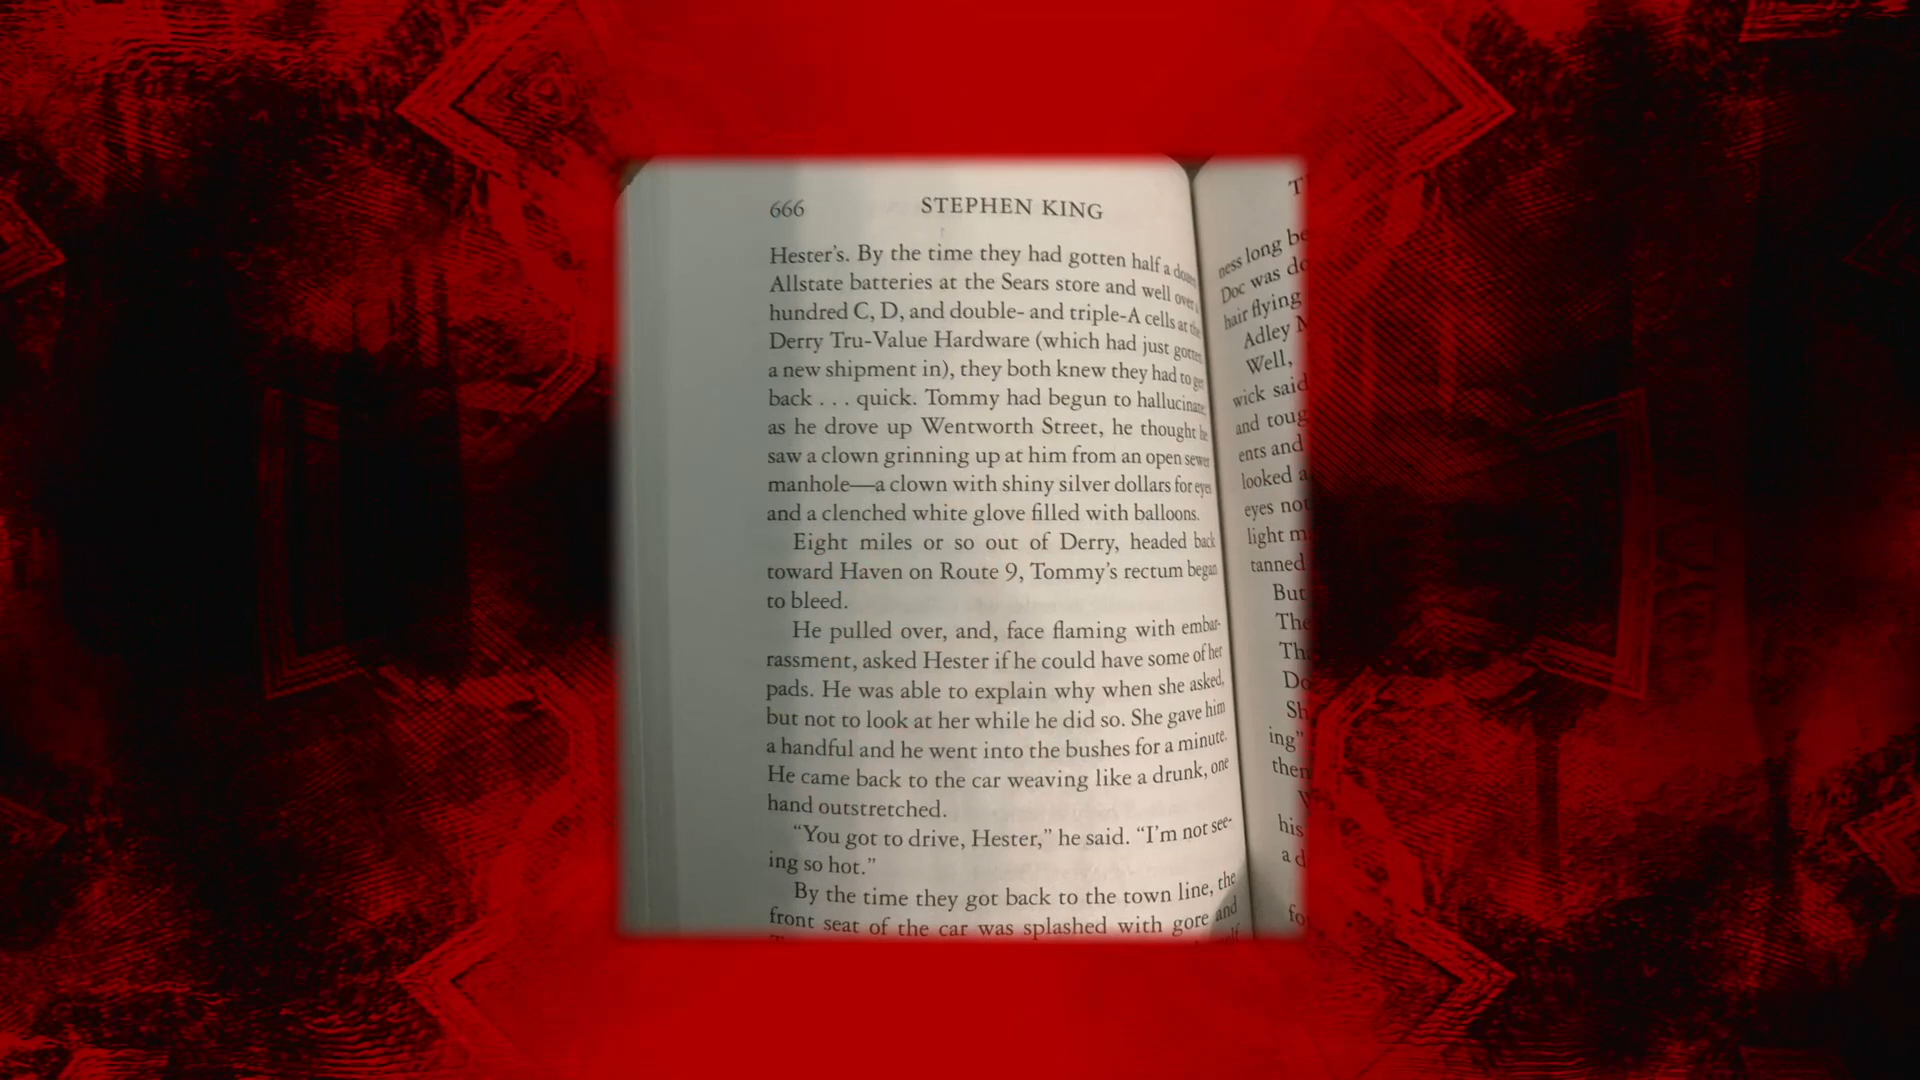 666 STEPHEN KING
Hester's. By the time they had gotten half a dozen
Allstate batteries at the Sears store and well over a
hundred C, D, and double- and triple-A cells at the
Derry Tru-Value Hardware (which had just gotten
a new shipment in), they both knew they had to get
back . . . quick. Tommy had begun to hallucinate;
as he drove up Wentworth Street, he thought he
saw a clown grinning up at him from an open sewer
manhole—a clown with shiny silver dollars for eyes
and a clenched white glove filled with balloons.
Eight miles or so out of Derry, headed back
toward Haven on Route 9, Tommy's rectum began
to bleed.
He pulled over, and, face flaming with embar-
rassment, asked Hester if he could have some of her
pads. He was able to explain why when she asked,
but not to look at her while he did so. She gave him
a handful and he went into the bushes for a minute.
He came back to the car weaving like a drunk, one
hand outstretched.
"You got to drive, Hester," he said. "I'm not see-
ing so hot."
By the time they got back to the town line, the
front seat of the car was splashed with gore and
T
ness long be
Doc was do
hair flying
Adley M
Well,
wick said
and toug
ents and
looked a
eyes not
light m
tanned
But
The
Th
Do
Sh
ing"
then
his
a d
fo